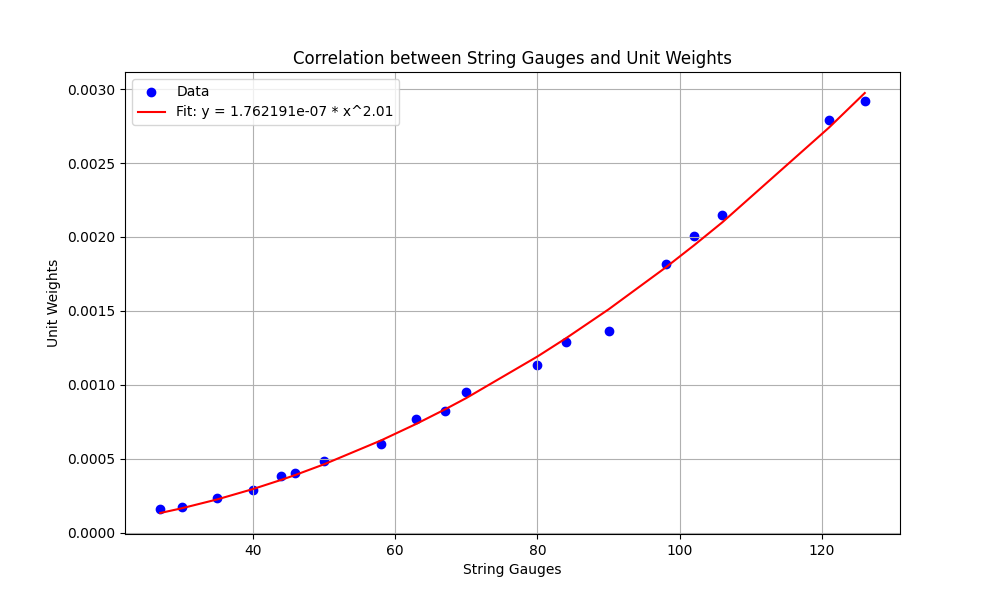 Correlation between String Gauges and Unit Weights
Data
Fit: y = 1.762191e-07 * x^2.01
Unit Weights
0.0030
0.0025
0.0020
0.0015
0.0010
0.0005
0.0000
40 60 80 100 120
String Gauges